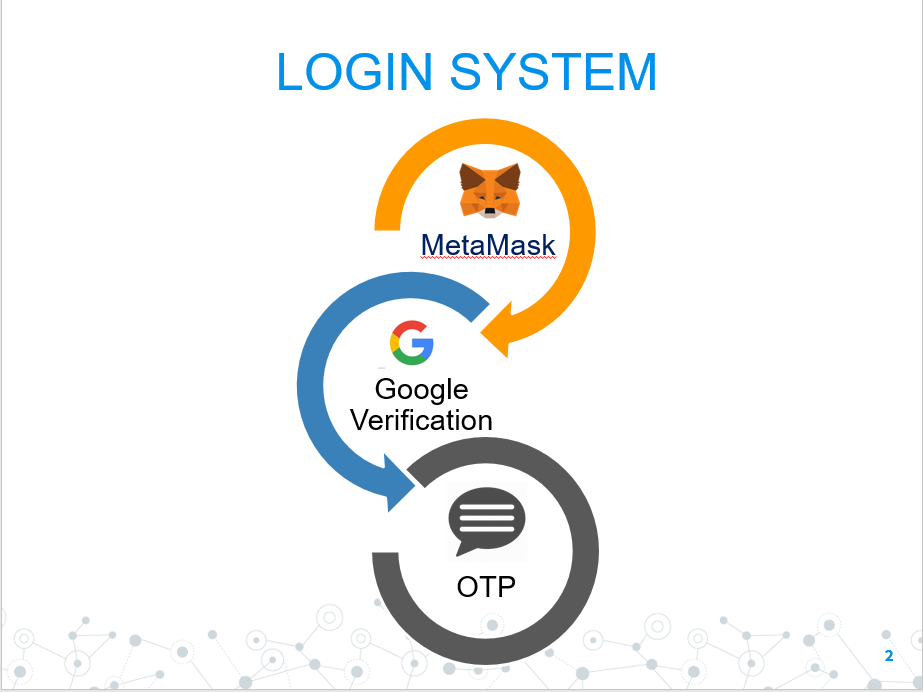 LOGIN SYSTEM
MetaMask
Google
Verification
OTP
2